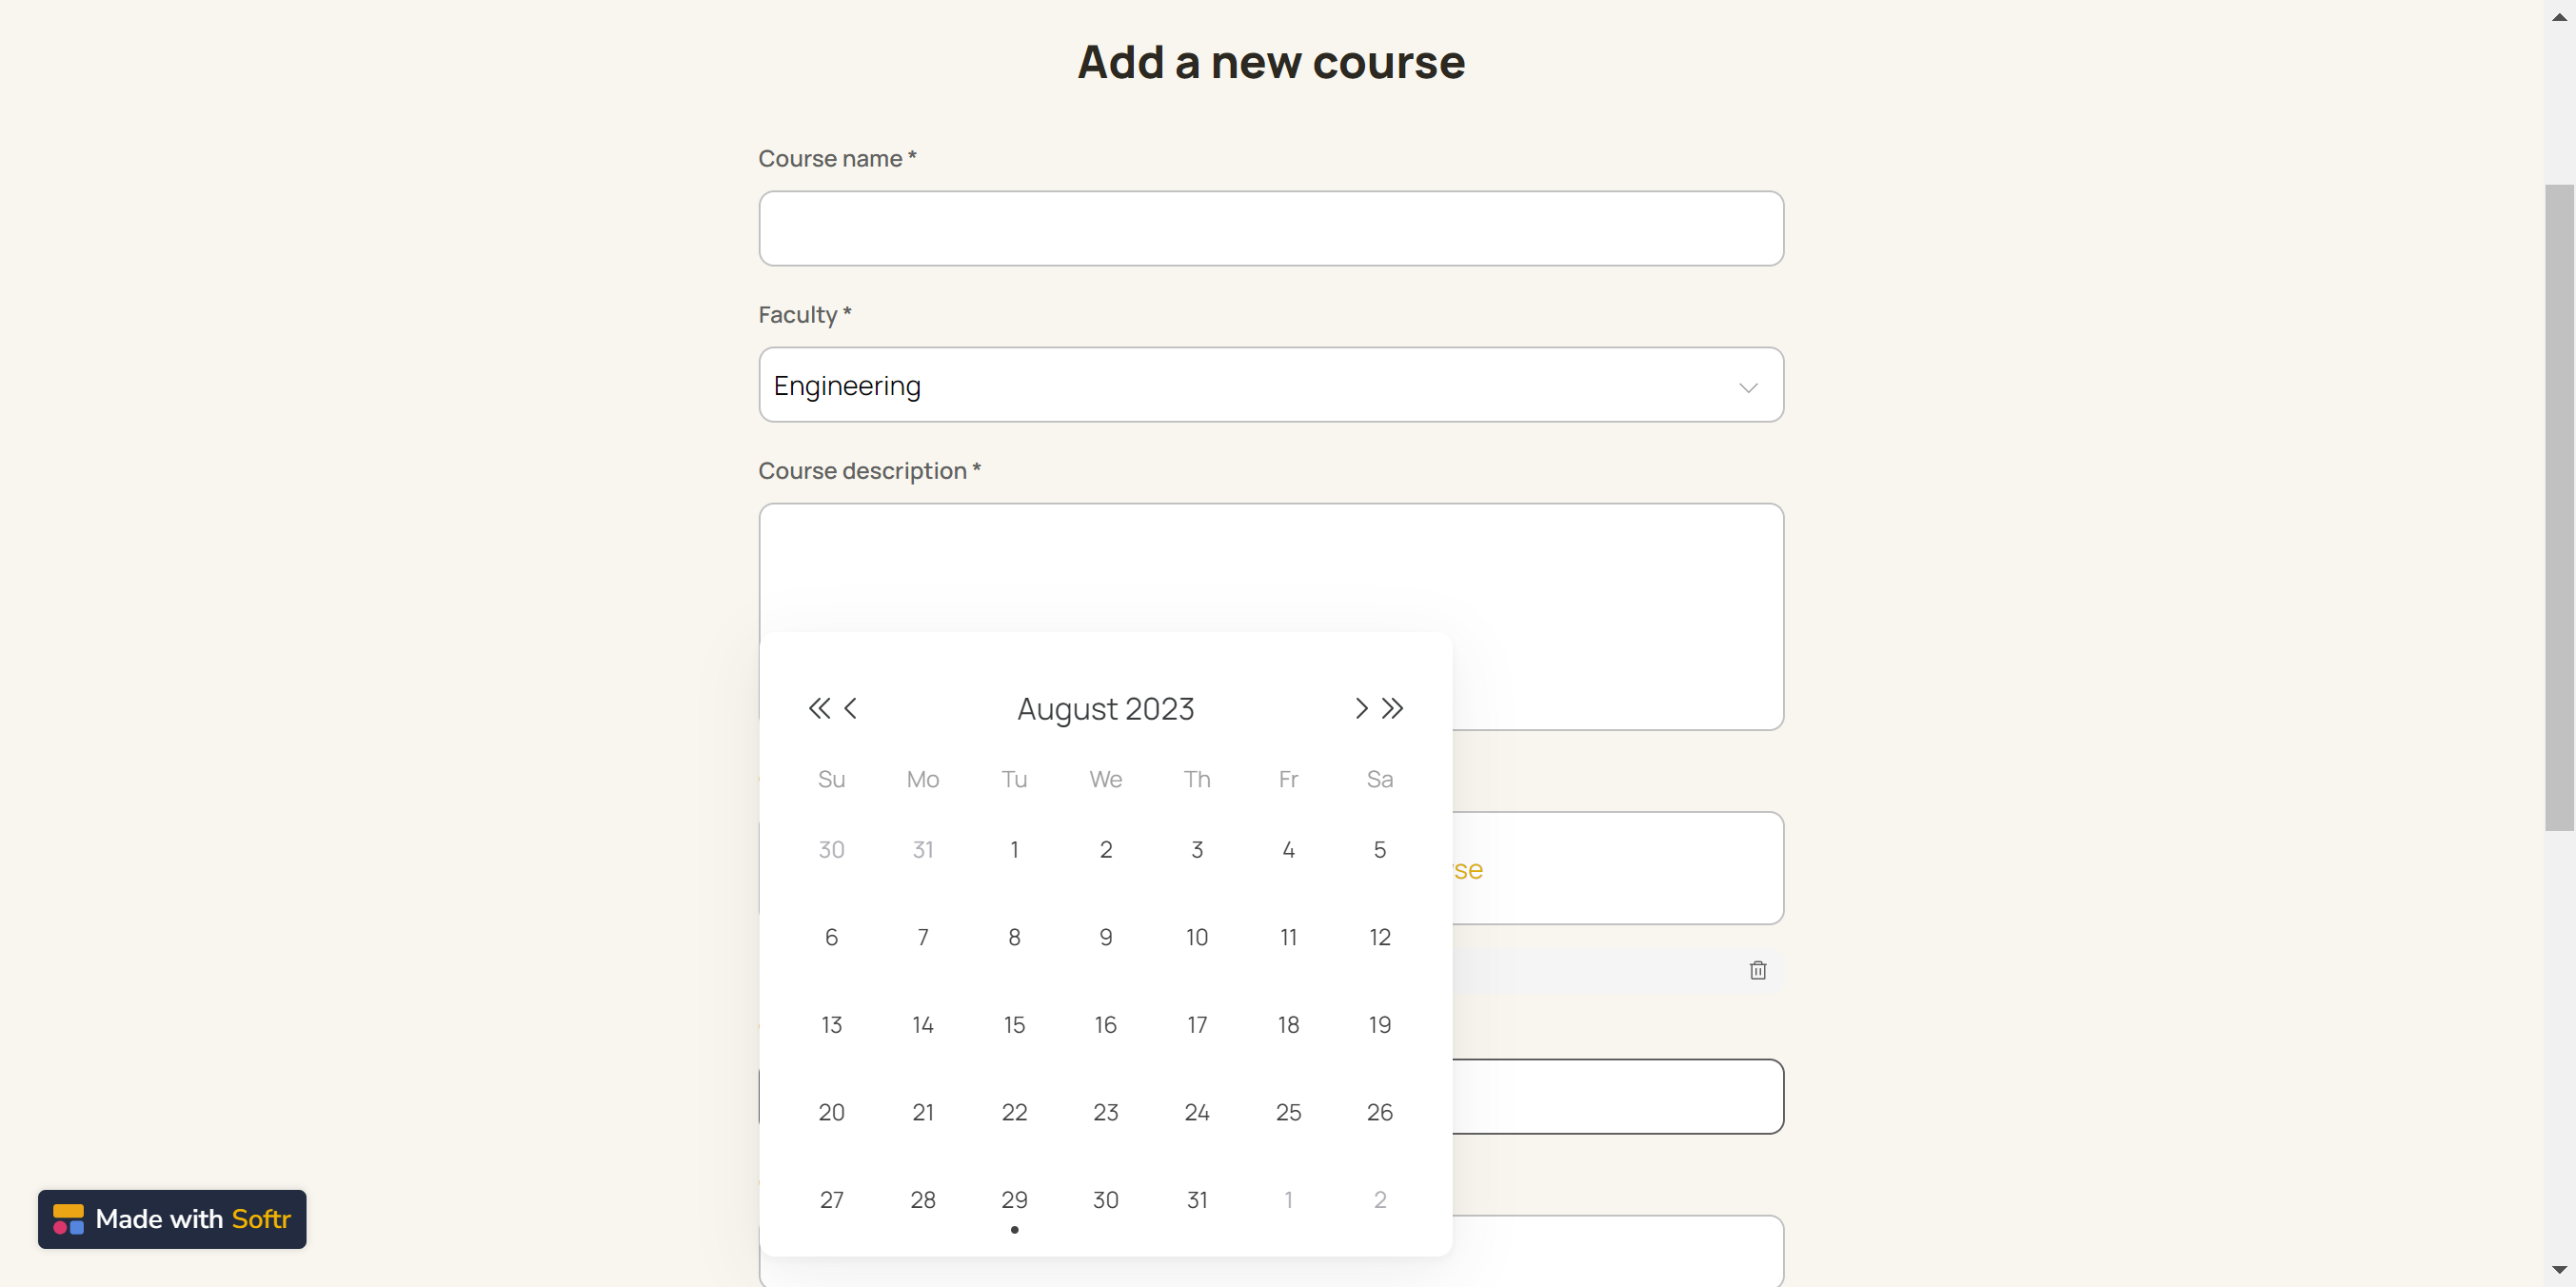 Add a new course
Course name *
Faculty *
Engineering
Course description *
August 2023
Su Mo Tu We Th Fr Sa
30 31 1 2 3 4 5
6 7 8 9 10 11 12
13 14 15 16 17 18 19
20 21 22 23 24 25 26
27 28 29 30 31 1 2
Made with Softr